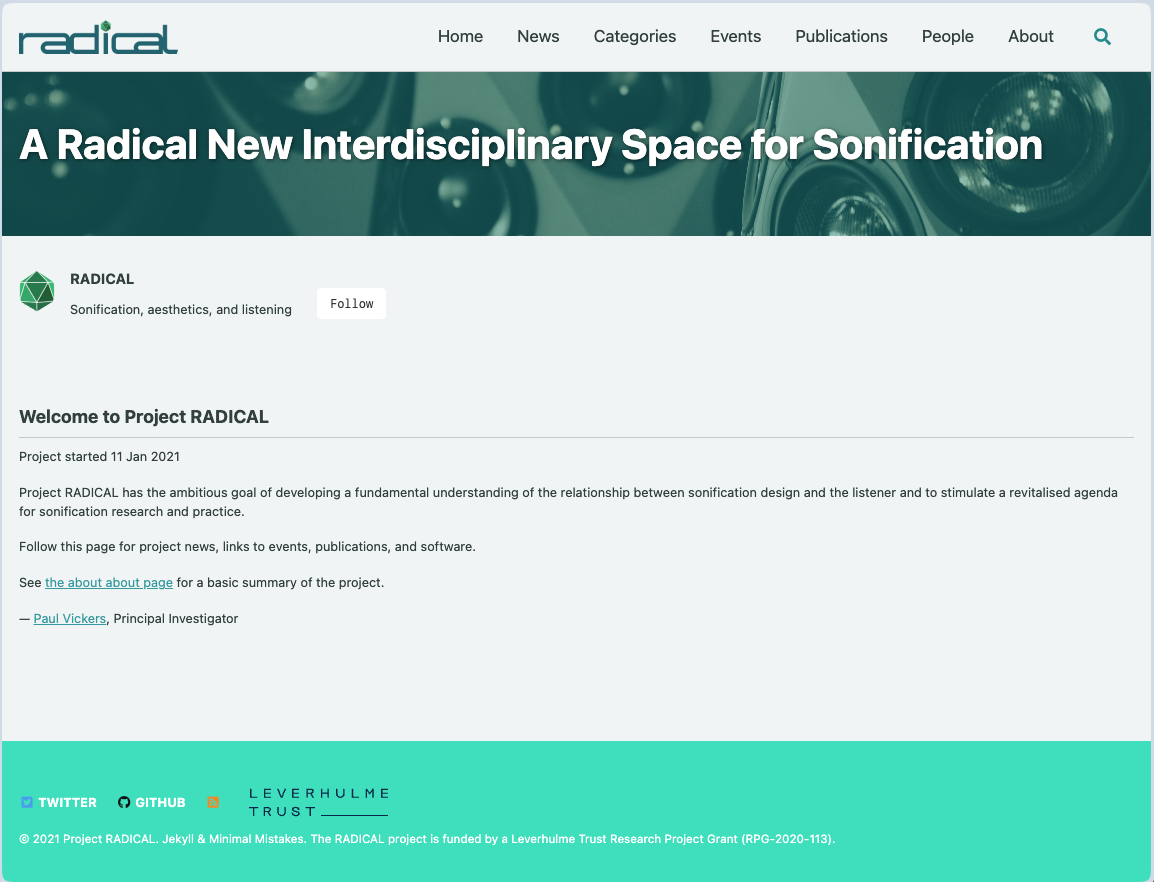 radical
Home News Categories Events Publications People About
A Radical New Interdisciplinary Space for Sonification
RADICAL
Sonification, aesthetics, and listening
Follow
Welcome to Project RADICAL
Project started 11 Jan 2021
Project RADICAL has the ambitious goal of developing a fundamental understanding of the relationship between sonification design and the listener and to stimulate a revitalised agenda
for sonification research and practice.
Follow this page for project news, links to events, publications, and software.
See the about about page for a basic summary of the project.
— Paul Vickers, Principal Investigator
TWITTER GITHUB
LEVERHULME
TRUST
© 2021 Project RADICAL. Jekyll & Minimal Mistakes. The RADICAL project is funded by a Leverhulme Trust Research Project Grant (RPG-2020-113).